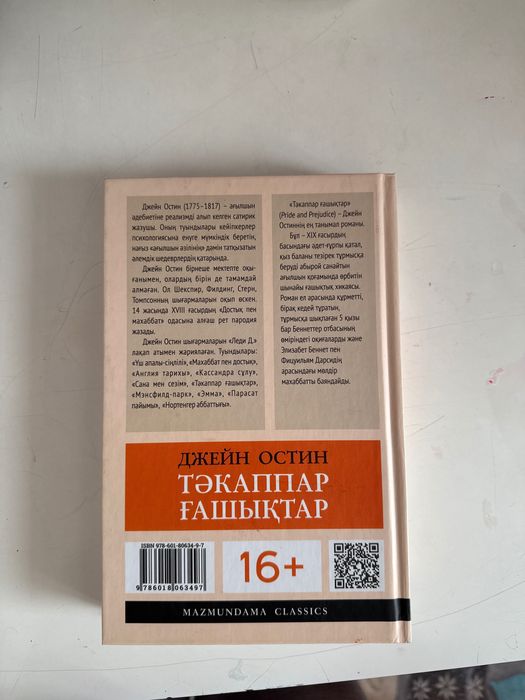 Джейн Остин (1775–1817) – ағылшын
әдебиетіне реализмді алып келген сатирик
жазушы. Оның туындылары кейіпкерлер
психологиясына енуге мүмкіндік беретін,
нағыз «ағылшын әзілінің» дәмін татқызатын
әлемдік шедеврлердің қатарында.
Джейн Остин бірнеше мектепте оқы-
ғанымен, олардың бірін де тамамдай
алмаған. Ол Шекспир, Филдинг, Стерн,
Томпсонның шығармаларын оқып өскен.
14 жасында XVIII ғасырдың «Достық пен
махаббат» одасына алғаш рет пародия
жазады.
Джейн Остин шығармаларын «Леди Д.»
лақап атымен жариялаған. Туындылары:
«Үш апалы-сіңлілі», «Махаббат пен достық»,
«Англия тарихы», «Кассандра сұлу»,
«Сана мен сезім», «Тәкаппар ғашықтар»,
«Мэнсфилд-парк», «Эмма», «Парасат
пайымы», «Нортенгер аббаттығы».
«Тәкаппар ғашықтар»
(Pride and Prejudice) – Джейн
Остиннің ең танымал романы.
Бұл – XIX ғасырдың
басындағы әдет-ғұрпы қатал,
қыз баланы тезірек тұрмысқа
беруді абырой санайтын
ағылшын қоғамында өрбитін
шынайы ғашықтық хикаясы.
Роман ел арасында құрметті,
бірақ кедей тұратын,
тұрмысқа шықпаған 5 қызы
бар Беннеттер отбасының
өміріндегі оқиғаларды және
Элизабет Беннет пен
Фицуильям Дарсидің
арасындағы мөлдір
махаббатты баяндайды.
ДЖЕЙН ОСТИН
ТӘКАППАР
ҒАШЫҚТАР
ISBN 978-601-80634-9-7
9 786018 063497
16+
MAZMUNDAMA CLASSICS